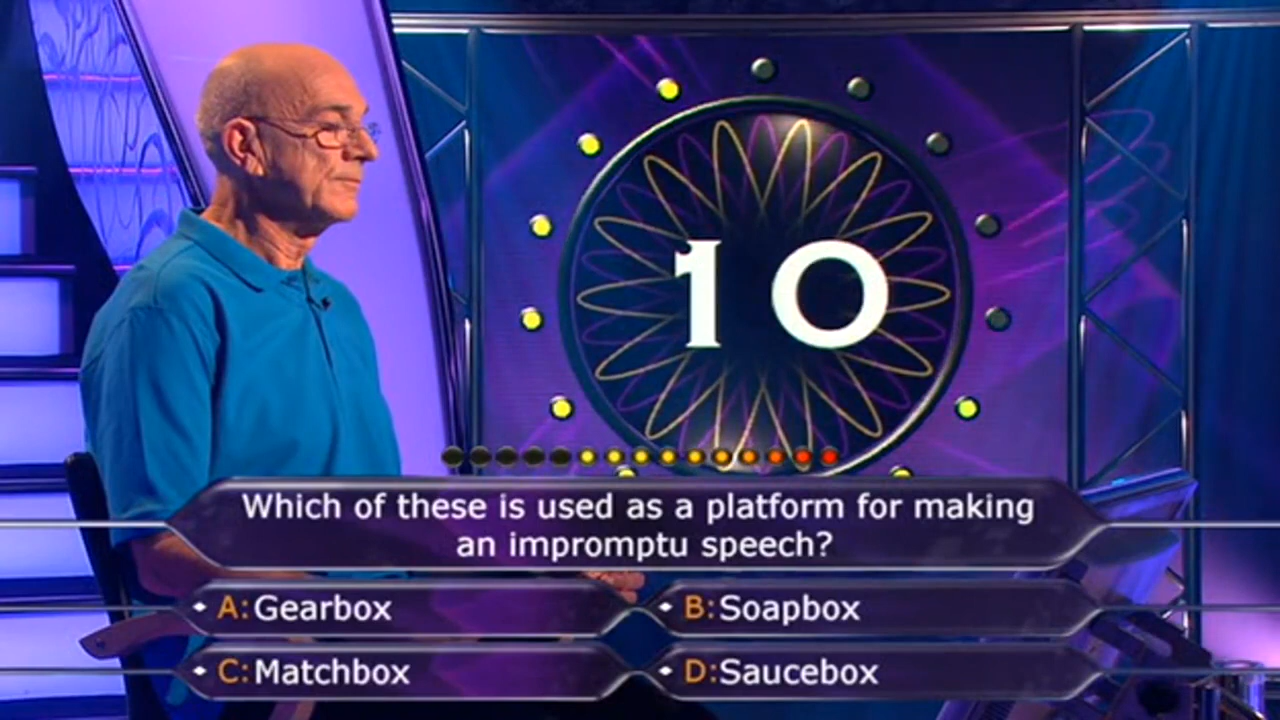 10
Which of these is used as a platform for making
an impromptu speech?
A: Gearbox
B: Soapbox
C: Matchbox
D: Saucebox